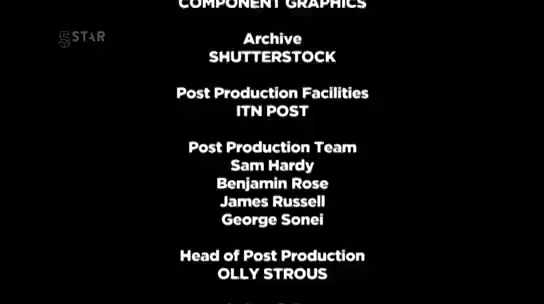 COMPONENT GRAPHICS
5STAR
Archive
SHUTTERSTOCK
Post Production Facilities
ITN POST
Post Production Team
Sam Hardy
Benjamin Rose
James Russell
George Sonei
Head of Post Production
OLLY STROUS